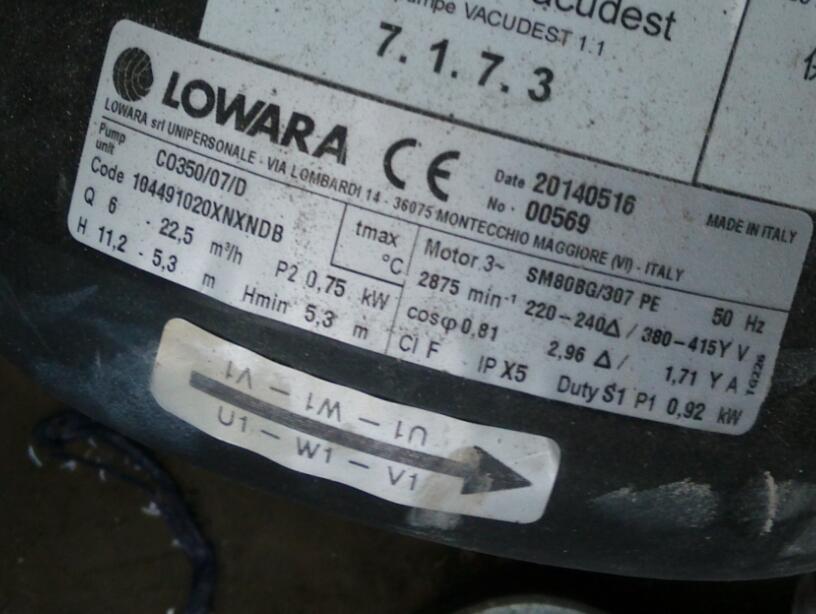 acudest
pumpe VACUDEST 1.1
7.1.7.3
LOWARA CE Date 20140516
No. 00569 MADE IN ITALY
LOWARA srl UNIPERSONALE - VIA LOMBARDI 14 - 36075 MONTECCHIO MAGGIORE (VI) - ITALY
Pump unit CO350/07/D
Code 104491020XNXNDB
Q 6 - 22,5 m³/h P2 0,75 kW
H 11,2 - 5,3 m Hmin 5,3 m
tmax
°C
Motor 3~ SM80BG/307 PE 50 Hz
2875 min⁻¹ 220-240Δ / 380-415Y V
cosφ 0,81 2,96 Δ / 1,71 Y A
Cl F IP X5 Duty S1 P1 0,92 kW
TG226
U1 - W1 - V1
U1 - W1 - V1